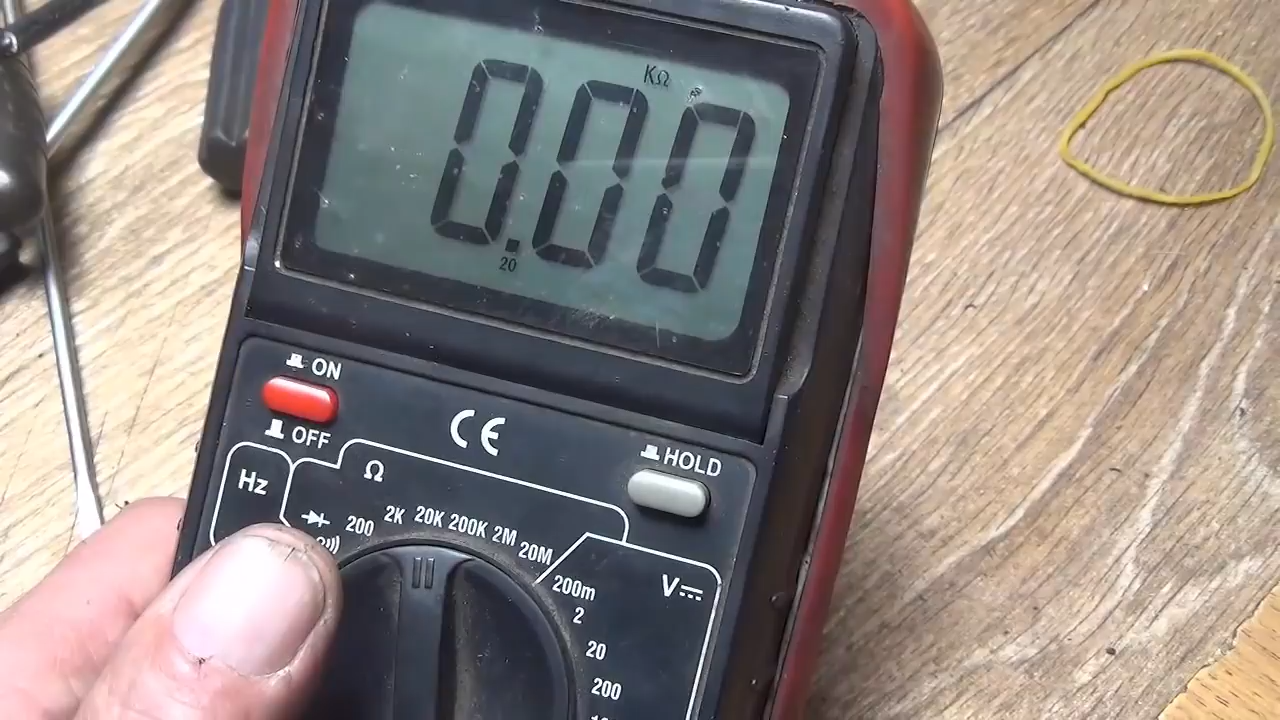 KΩ
0.00
20
ON
OFF
CE
HOLD
Hz
Ω
200 2K 20K 200K 2M 20M
V
200m
2
20
200